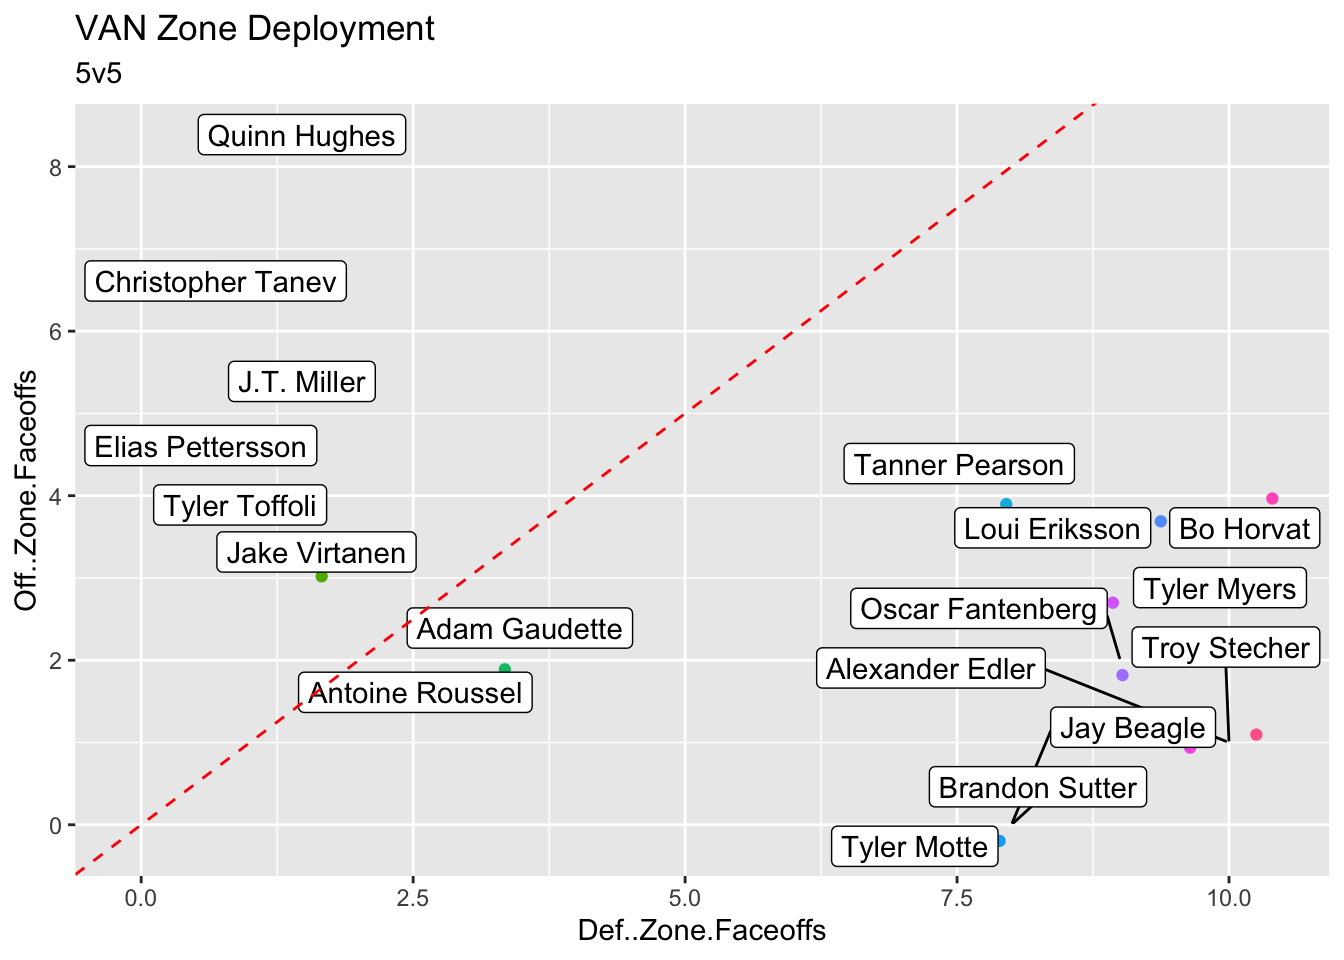 VAN Zone Deployment
5v5
Off..Zone.Faceoffs
8
6
4
2
0
Quinn Hughes
Christopher Tanev
J.T. Miller
Elias Pettersson
Tanner Pearson
Tyler Toffoli
Loui Eriksson
Bo Horvat
Jake Virtanen
Tyler Myers
Oscar Fantenberg
Adam Gaudette
Troy Stecher
Alexander Edler
Antoine Roussel
Jay Beagle
Brandon Sutter
Tyler Motte
0.0
2.5
5.0
7.5
10.0
Def..Zone.Faceoffs